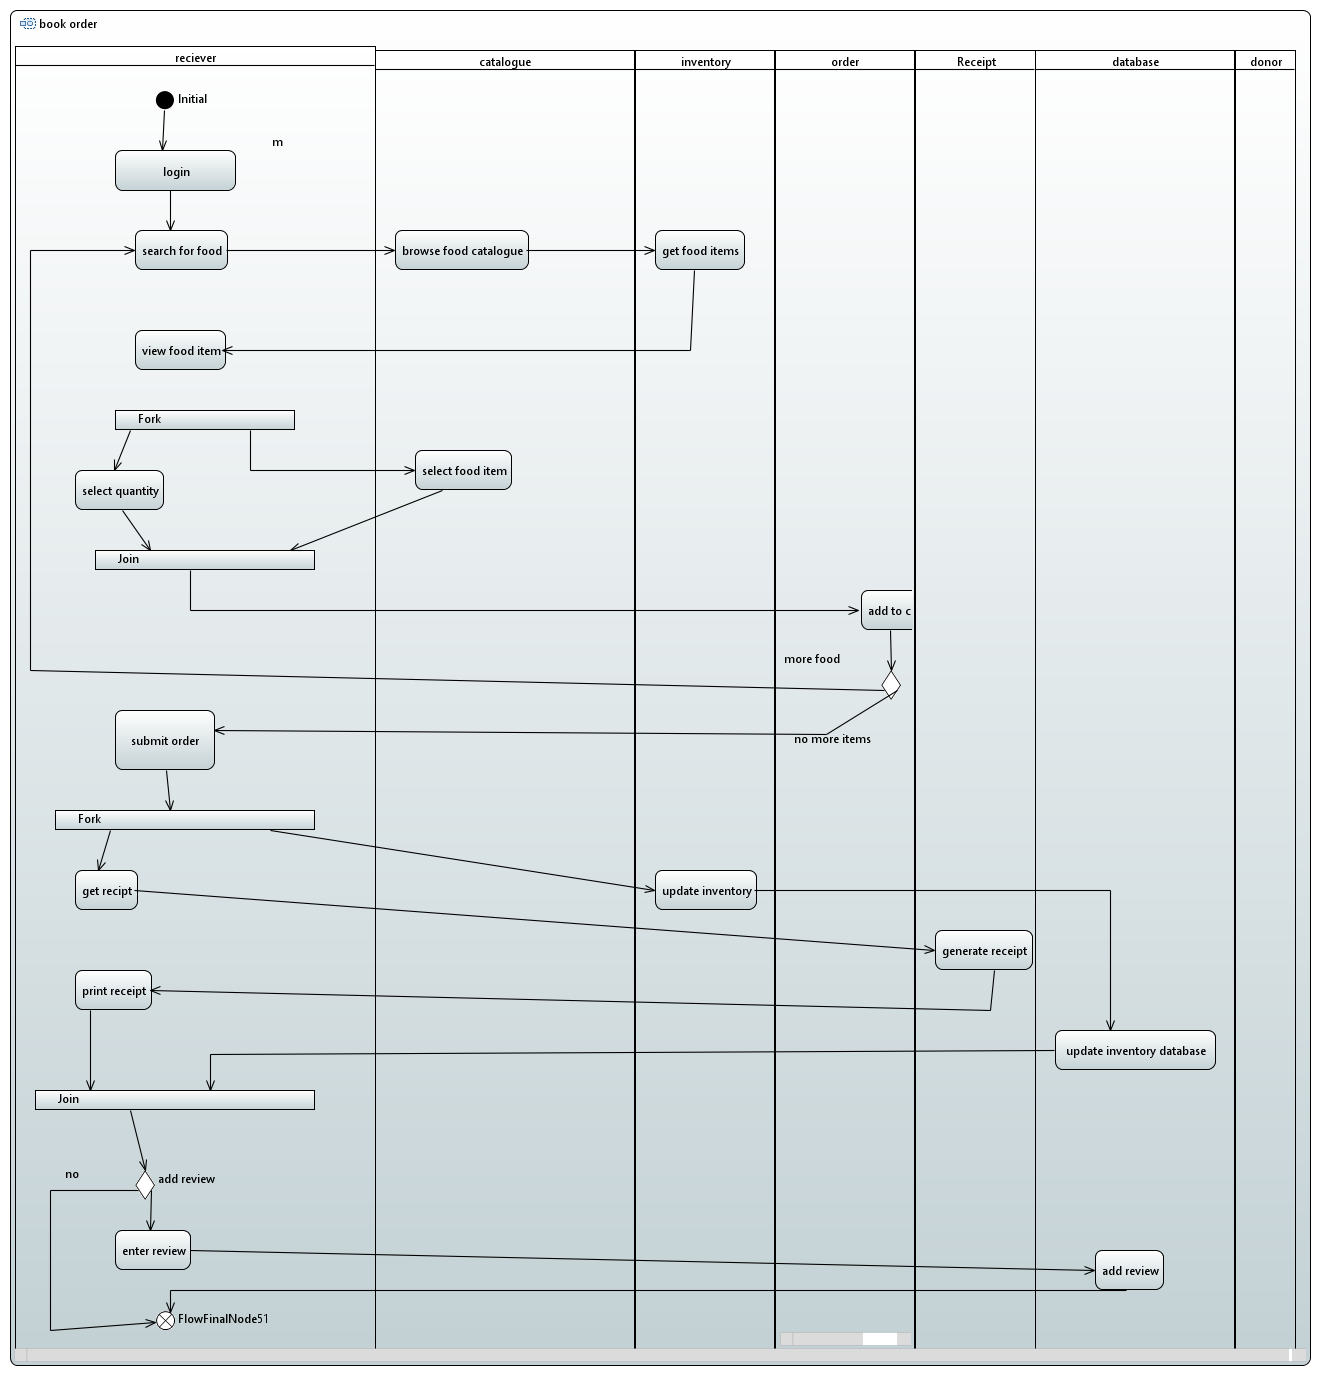 book order
reciever
catalogue
inventory
order
Receipt
database
donor
Initial
m
login
search for food
browse food catalogue
get food items
view food item
Fork
select quantity
select food item
Join
add to c
more food
no more items
submit order
Fork
get recipt
update inventory
generate receipt
print receipt
update inventory database
Join
no
add review
enter review
add review
FlowFinalNode51